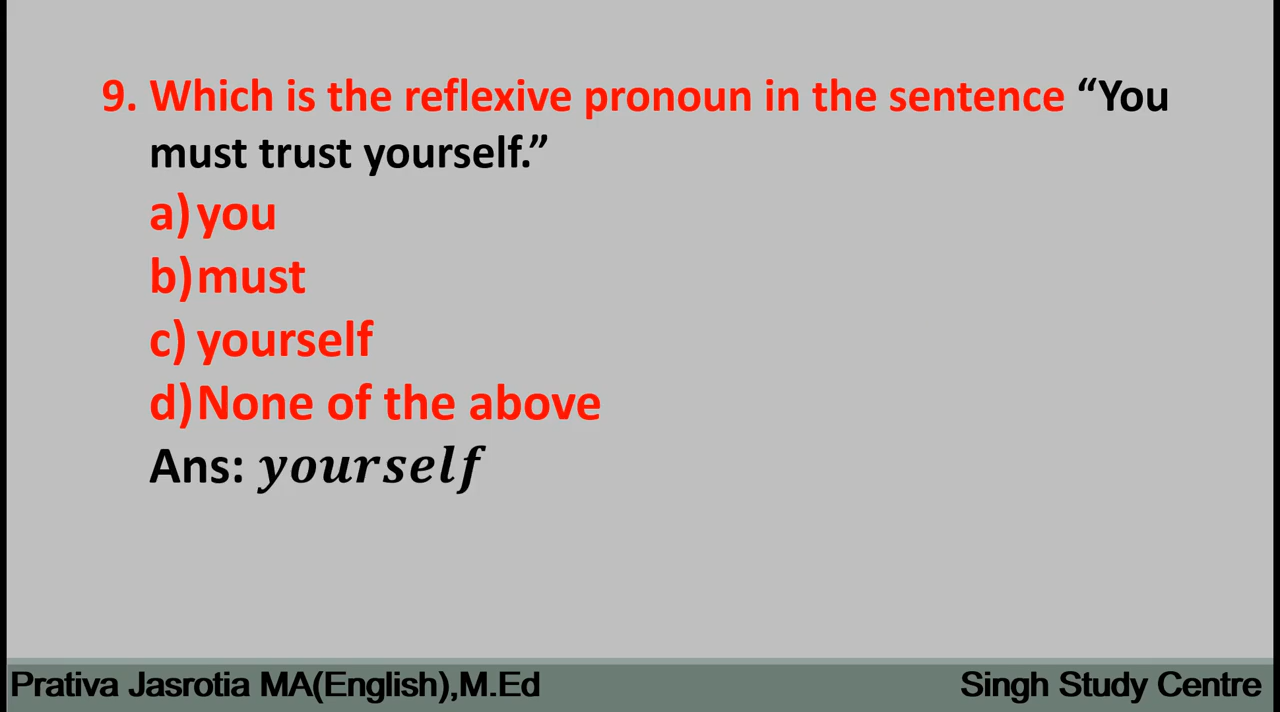 9. Which is the reflexive pronoun in the sentence “You
must trust yourself.”
a) you
b) must
c) yourself
d) None of the above
Ans: yourself
Prativa Jasrotia MA(English),M.Ed
Singh Study Centre